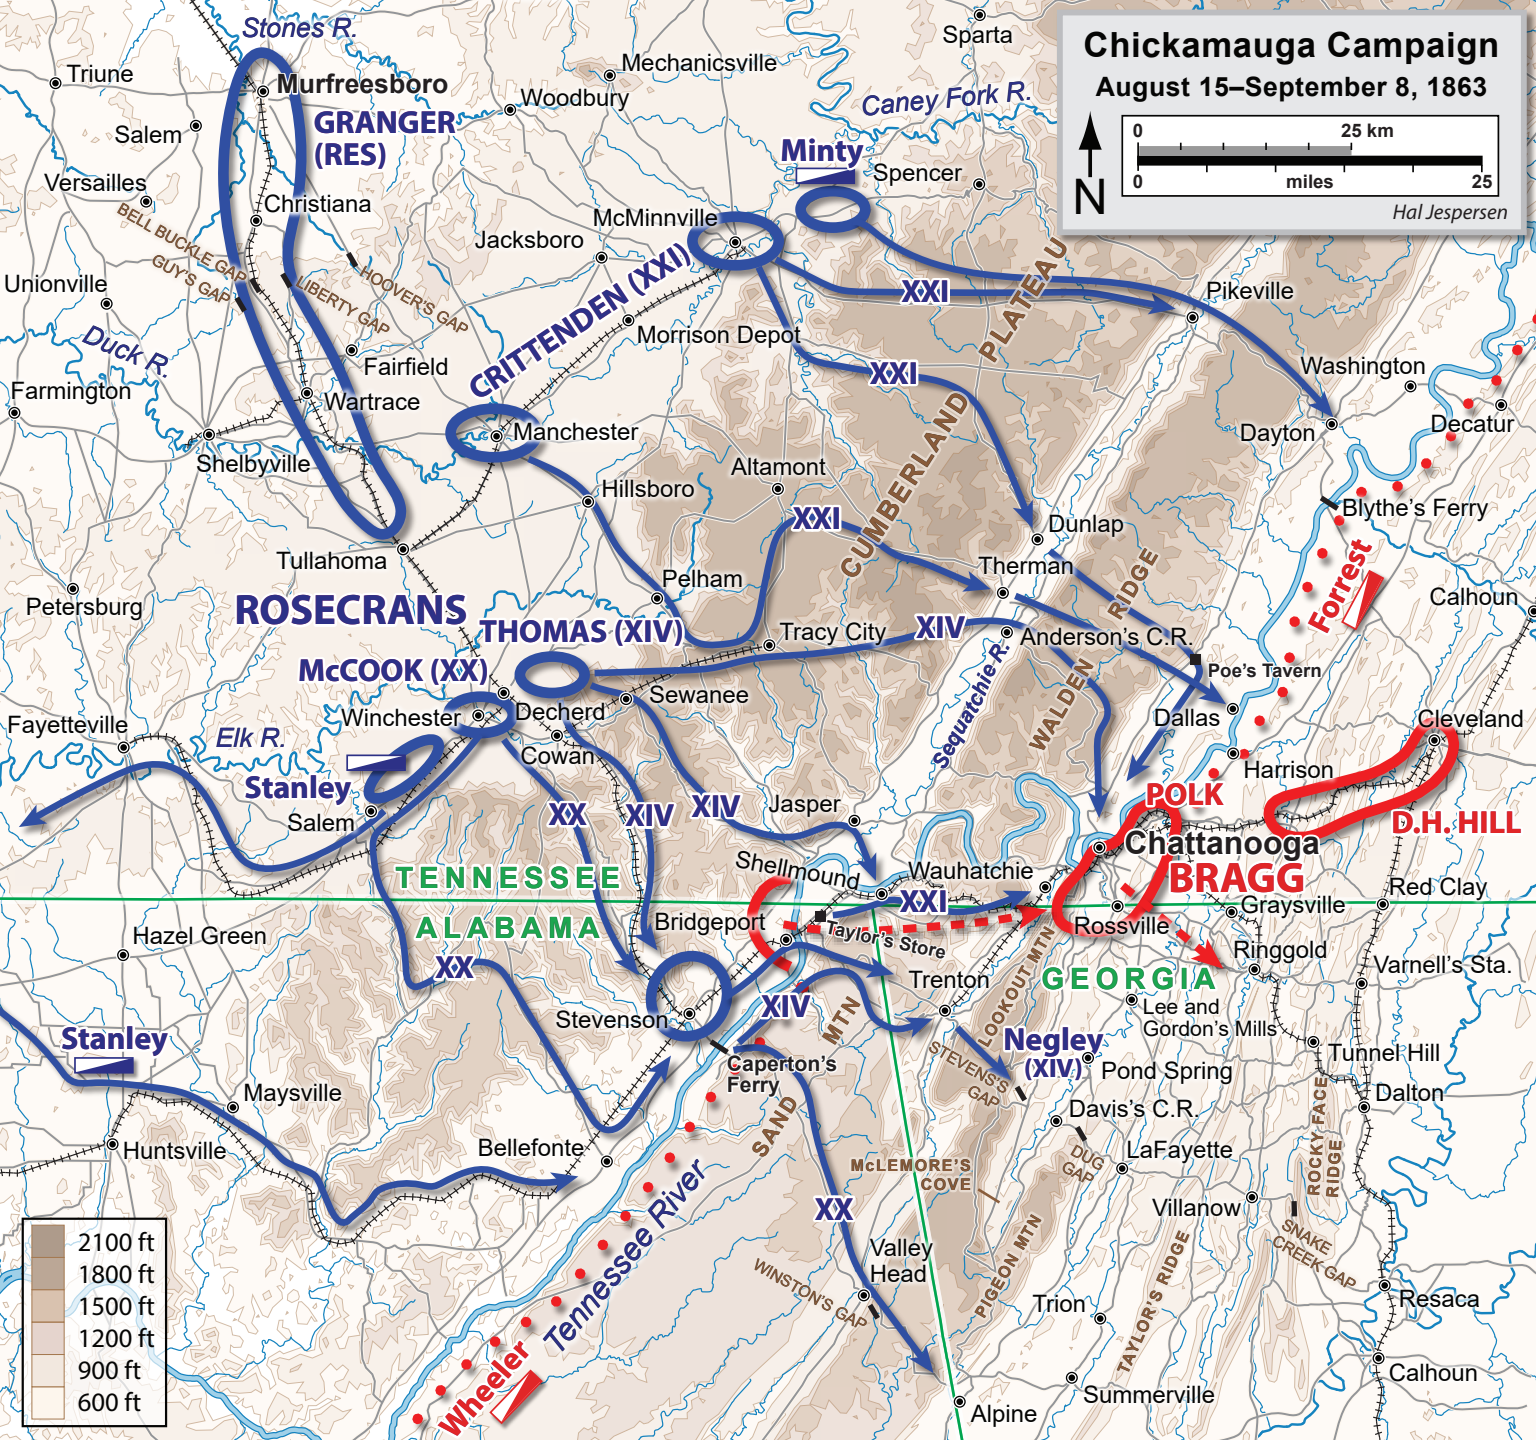 Chickamauga Campaign
August 15–September 8, 1863
0
25 km
0
miles
25
N
Hal Jespersen
Stones R.
Triune
Murfreesboro
Mechanicsville
Sparta
Woodbury
Caney Fork R.
Salem
GRANGER
(RES)
Minty
Spencer
Versailles
Christiana
McMinnville
BELL BUCKLE GAP
GUY'S GAP
HOOVER'S GAP
LIBERTY GAP
Jacksboro
CRITTENDEN (XXI)
PLATEAU
Unionville
XXI
Pikeville
Duck R.
Morrison Depot
Fairfield
XXI
Washington
Farmington
Wartrace
Decatur
Manchester
Dayton
Shelbyville
CUMBERLAND
Altamont
Hillsboro
Blythe's Ferry
XXI
Dunlap
Tullahoma
Therman
Forrest
Petersburg
Pelham
RIDGE
Calhoun
ROSECRANS
THOMAS (XIV)
Tracy City
XIV
Anderson's C.R.
McCOOK (XX)
Poe's Tavern
Sewanee
Sequatchie R.
WALDEN
Fayetteville
Winchester
Decherd
Dallas
Cleveland
Elk R.
Cowan
Stanley
Harrison
Salem
XX
XIV
XIV
Jasper
POLK
D.H. HILL
Chattanooga
Shellmound
Wauhatchie
BRAGG
TENNESSEE
Red Clay
XXI
ALABAMA
Bridgeport
Taylor's Store
Rossville
Graysville
Hazel Green
Ringgold
XX
Trenton
GEORGIA
Varnell's Sta.
XIV
MTN
LOOKOUT MTN
Lee and
Gordon's Mills
Stevenson
Stanley
Negley
(XIV)
Tunnel Hill
Caperton's
Ferry
STEVENS'S
GAP
Pond Spring
Maysville
SAND
Davis's C.R.
Dalton
Huntsville
Bellefonte
DUG
GAP
LaFayette
ROCKY FACE
RIDGE
McLEMORE'S
COVE
Tennessee River
XX
Villanow
SNAKE
CREEK GAP
2100 ft
1800 ft
1500 ft
1200 ft
900 ft
600 ft
Valley
Head
WINSTON'S GAP
PIGEON MTN
TAYLOR'S RIDGE
Trion
Resaca
Wheeler
Calhoun
Summerville
Alpine